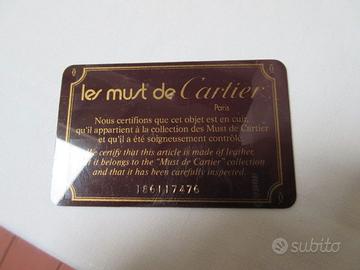 les must de Cartier
Paris
Nous certifions que cet objet est en cuir,
qu'il appartient à la collection des Must de Cartier
et qu'il a été soigneusement contrôlé.
We certify that this article is made of leather,
that it belongs to the "Must de Cartier" collection
and that it has been carefully inspected.
186117476
subito